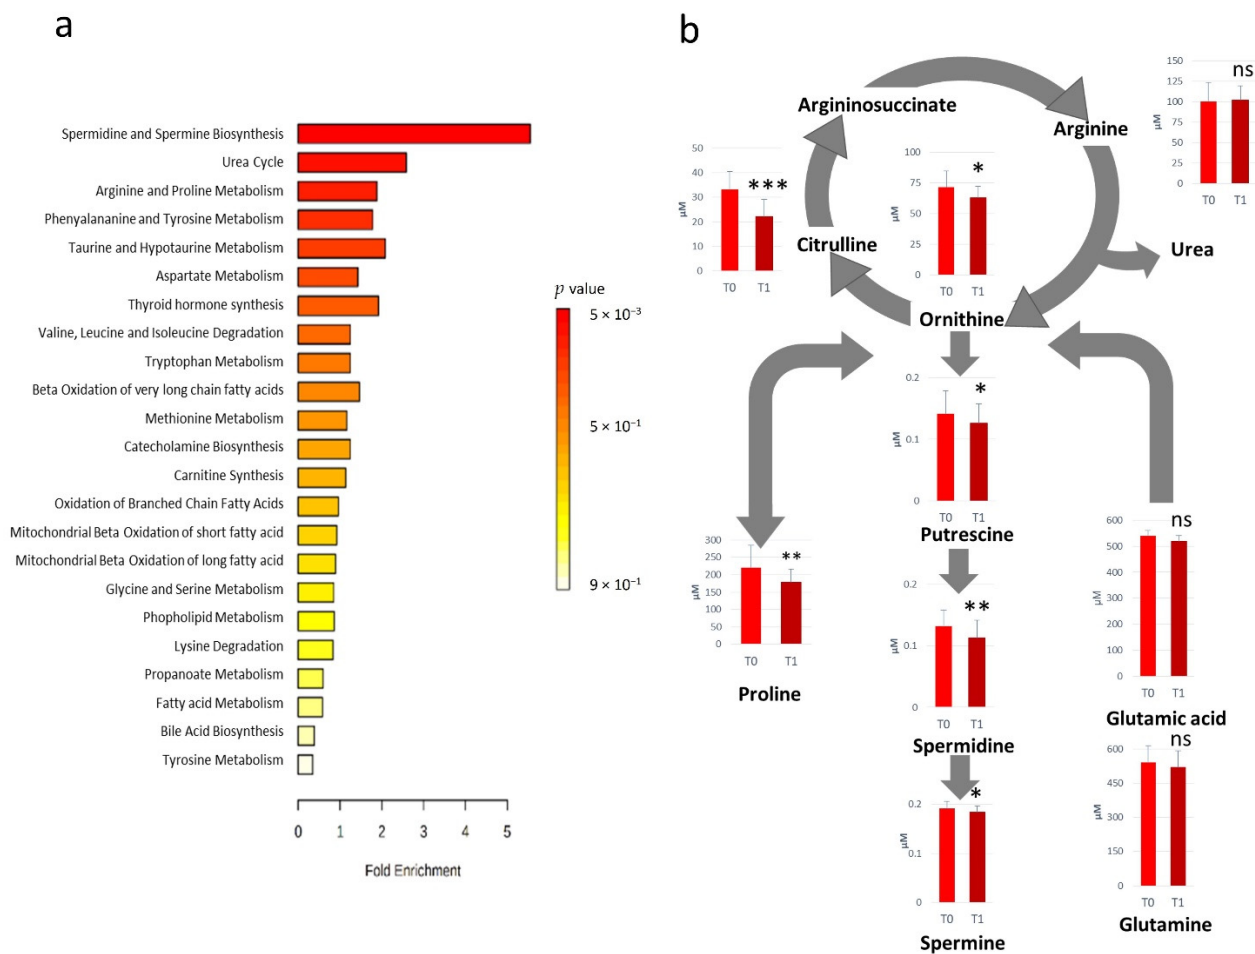 a
Spermidine and Spermine Biosynthesis
Urea Cycle
Arginine and Proline Metabolism
Phenyalananine and Tyrosine Metabolism
Taurine and Hypotaurine Metabolism
Aspartate Metabolism
Thyroid hormone synthesis
Valine, Leucine and Isoleucine Degradation
Tryptophan Metabolism
Beta Oxidation of very long chain fatty acids
Methionine Metabolism
Catecholamine Biosynthesis
Carnitine Synthesis
Oxidation of Branched Chain Fatty Acids
Mitochondrial Beta Oxidation of short fatty acid
Mitochondrial Beta Oxidation of long fatty acid
Glycine and Serine Metabolism
Phopholipid Metabolism
Lysine Degradation
Propanoate Metabolism
Fatty acid Metabolism
Bile Acid Biosynthesis
Tyrosine Metabolism
0 1 2 3 4 5
Fold Enrichment
p value
5 × 10⁻³
5 × 10⁻¹
9 × 10⁻¹
b
Argininosuccinate
Arginine
150
125
100
75
50
25
0
µM
ns
T0 T1
50
40
30
20
10
0
µM
***
T0 T1
Citrulline
100
75
50
25
0
µM
*
T0 T1
Ornithine
Urea
0.2
0.1
0
µM
*
T0 T1
Putrescine
300
250
200
150
100
50
0
µM
**
T0 T1
Proline
0.2
0.1
0
µM
**
T0 T1
Spermidine
600
500
400
300
200
100
0
µM
ns
T0 T1
Glutamic acid
0.2
0.1
0
µM
*
T0 T1
Spermine
600
450
300
150
0
µM
ns
T0 T1
Glutamine